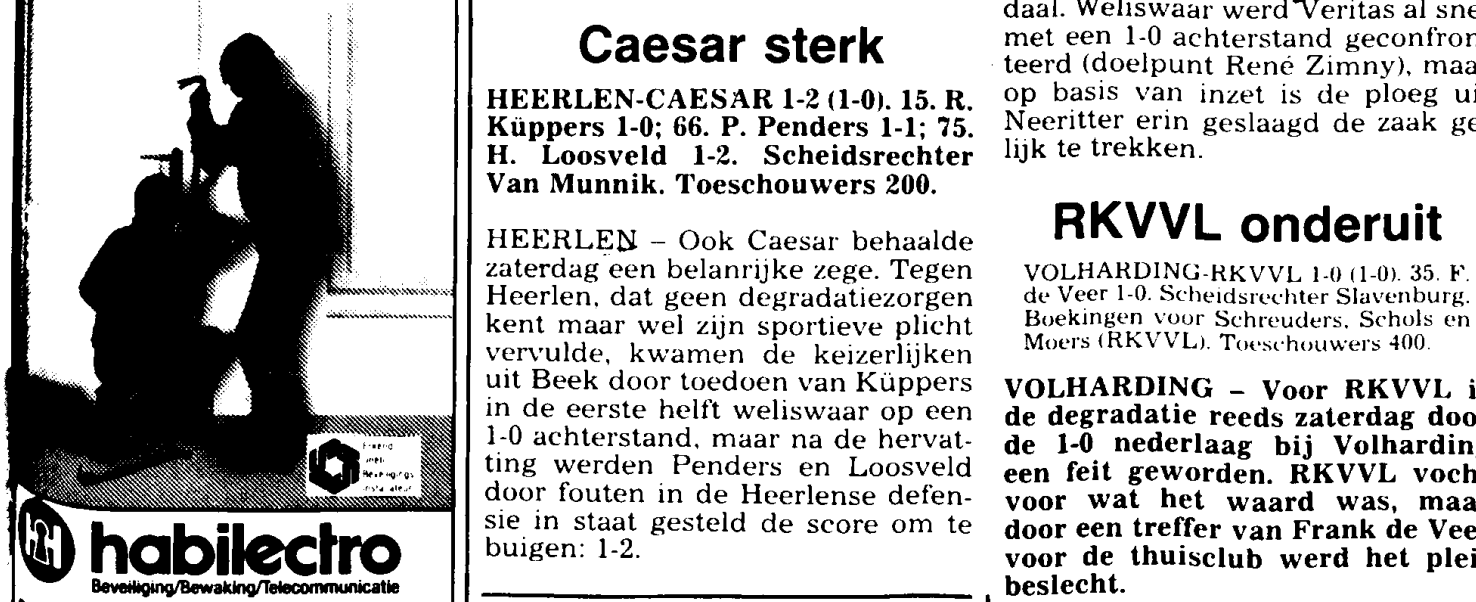 Erkend
Beveiligings
habilectro
Beveiliging/Bewaking/Telecommunicatie
Caesar sterk
HEERLEN-CAESAR 1-2 (1-0). 15. R.
Küppers 1-0; 66. P. Penders 1-1; 75.
H. Loosveld 1-2. Scheidsrechter
Van Munnik. Toeschouwers 200.
HEERLEN – Ook Caesar behaalde
zaterdag een belanrijke zege. Tegen
Heerlen, dat geen degradatiezorgen
kent maar wel zijn sportieve plicht
vervulde, kwamen de keizerlijken
uit Beek door toedoen van Küppers
in de eerste helft weliswaar op een
1-0 achterstand, maar na de hervat-
ting werden Penders en Loosveld
door fouten in de Heerlense defen-
sie in staat gesteld de score om te
buigen: 1-2.
daal. Weliswaar werd Veritas al sne
met een 1-0 achterstand geconfron
teerd (doelpunt René Zimny), maa
op basis van inzet is de ploeg ui
Neeritter erin geslaagd de zaak ge
lijk te trekken.
RKVVL onderuit
VOLHARDING-RKVVL 1-0 (1-0). 35. F.
de Veer 1-0. Scheidsrechter Slavenburg.
Boekingen voor Schreuders, Schols en
Moers (RKVVL). Toeschouwers 400.
VOLHARDING – Voor RKVVL i
de degradatie reeds zaterdag doo
de 1-0 nederlaag bij Volhardin
een feit geworden. RKVVL voch
voor wat het waard was, maa
door een treffer van Frank de Vee
voor de thuisclub werd het plei
beslecht.